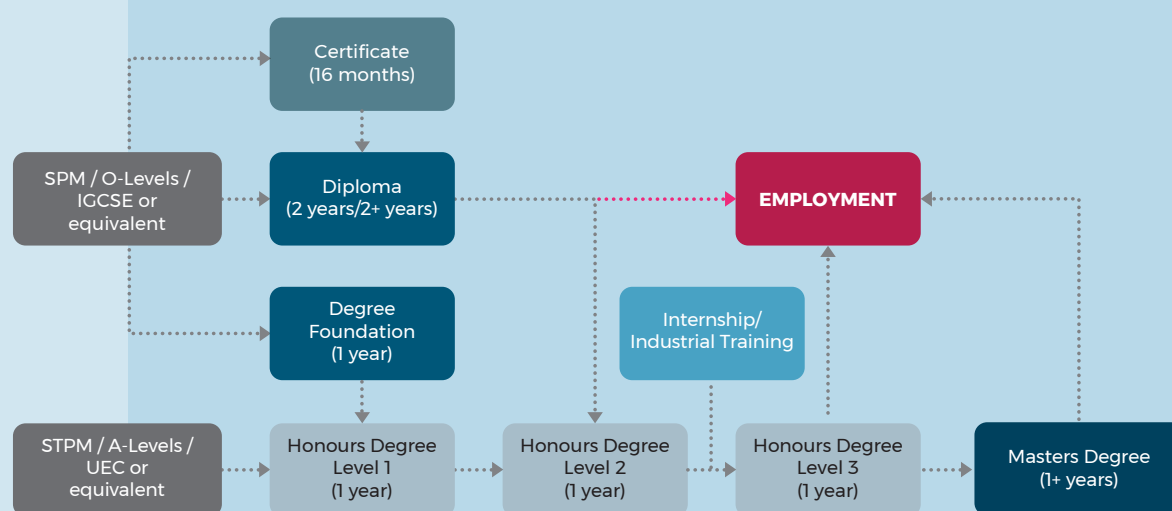 Certificate
(16 months)
SPM / O-Levels /
IGCSE or
equivalent
Diploma
(2 years/2+ years)
EMPLOYMENT
Degree
Foundation
(1 year)
Internship/
Industrial Training
STPM / A-Levels /
UEC or
equivalent
Honours Degree
Level 1
(1 year)
Honours Degree
Level 2
(1 year)
Honours Degree
Level 3
(1 year)
Masters Degree
(1+ years)